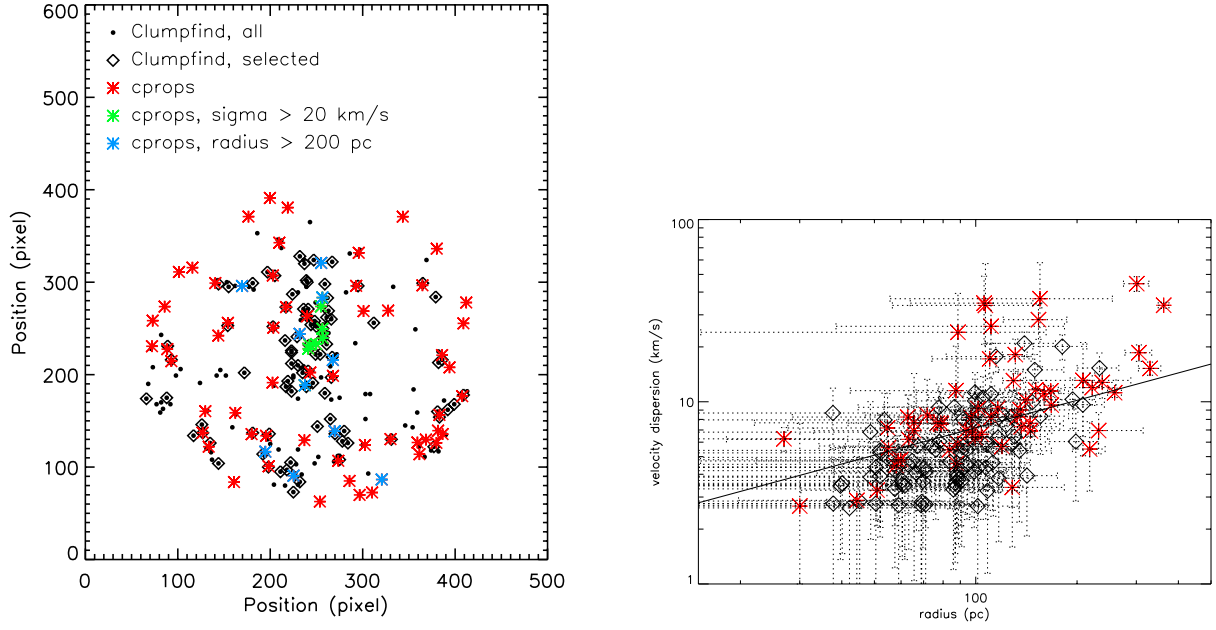 600
500
400
300
200
100
0
Position (pixel)
Clumpfind, all
Clumpfind, selected
cprops
cprops, sigma > 20 km/s
cprops, radius > 200 pc
0 100 200 300 400 500
Position (pixel)
100
10
1
velocity dispersion (km/s)
100
radius (pc)